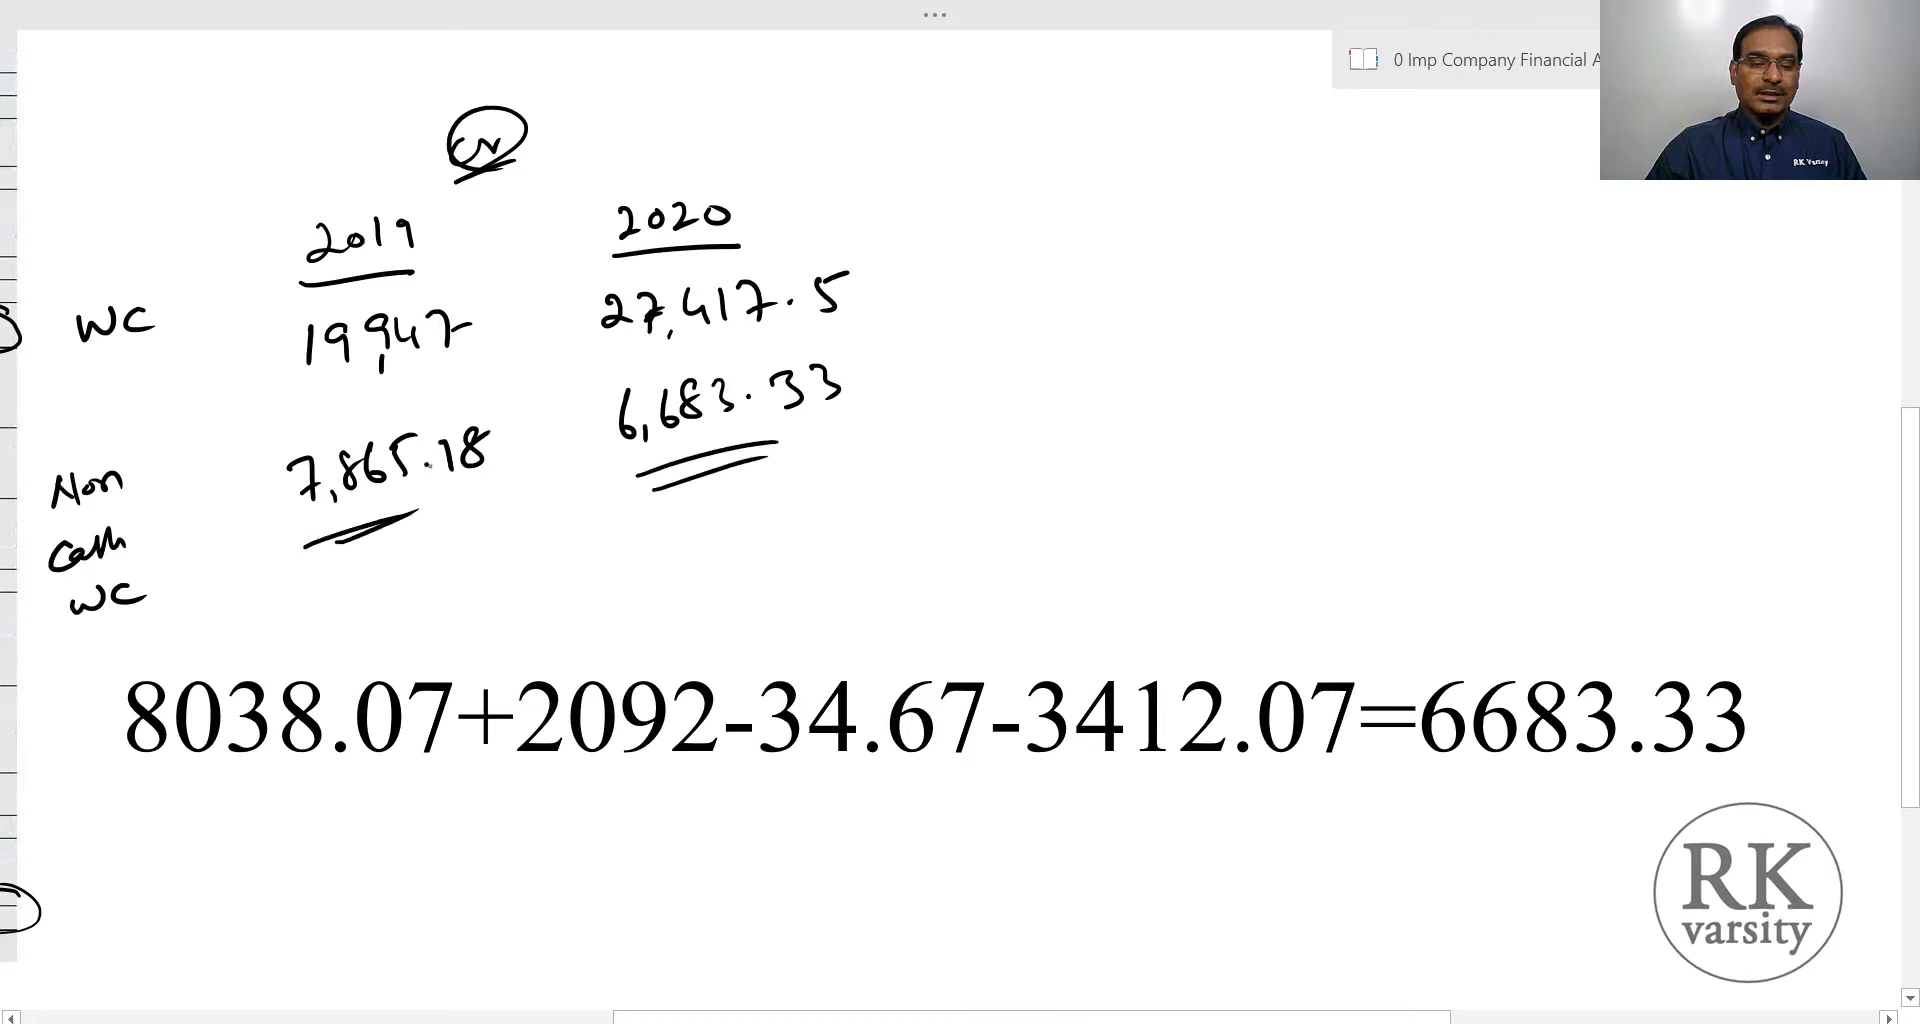 0 Imp Company Financial A
RK Varsity
2019 2020
WC 19,947 27,417.5
6,683.33
Non 7,865.18
Cash
WC
8038.07+2092-34.67-3412.07=6683.33
RK
varsity